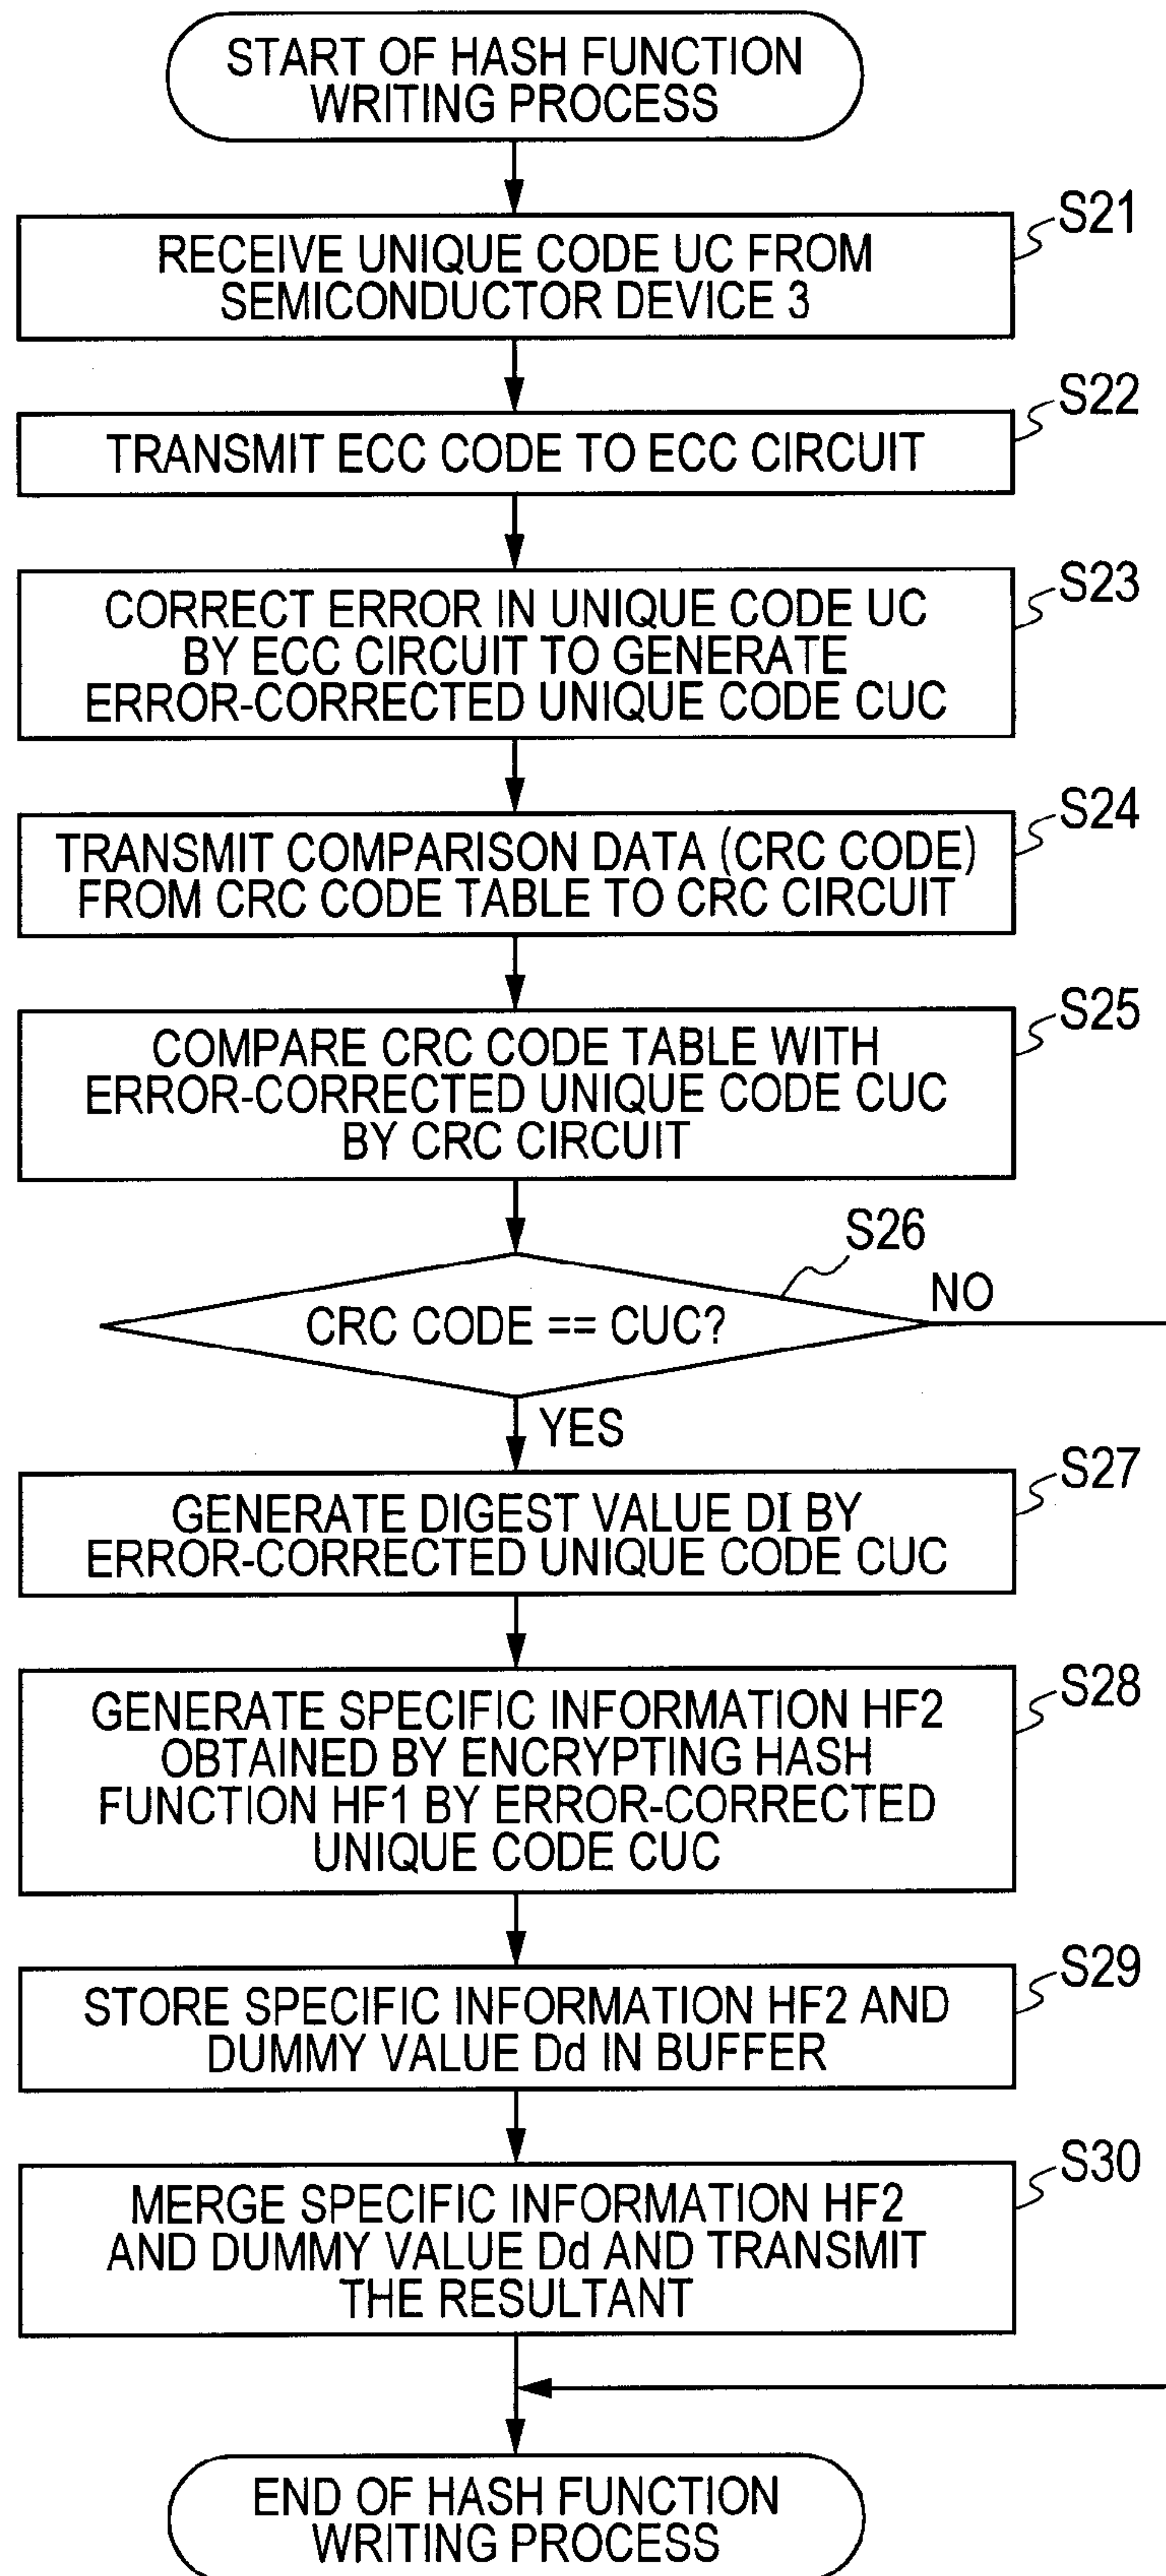 START OF HASH FUNCTION
WRITING PROCESS
S21
RECEIVE UNIQUE CODE UC FROM
SEMICONDUCTOR DEVICE 3
S22
TRANSMIT ECC CODE TO ECC CIRCUIT
S23
CORRECT ERROR IN UNIQUE CODE UC
BY ECC CIRCUIT TO GENERATE
ERROR-CORRECTED UNIQUE CODE CUC
S24
TRANSMIT COMPARISON DATA (CRC CODE)
FROM CRC CODE TABLE TO CRC CIRCUIT
S25
COMPARE CRC CODE TABLE WITH
ERROR-CORRECTED UNIQUE CODE CUC
BY CRC CIRCUIT
S26
NO
CRC CODE == CUC?
YES
S27
GENERATE DIGEST VALUE DI BY
ERROR-CORRECTED UNIQUE CODE CUC
S28
GENERATE SPECIFIC INFORMATION HF2
OBTAINED BY ENCRYPTING HASH
FUNCTION HF1 BY ERROR-CORRECTED
UNIQUE CODE CUC
S29
STORE SPECIFIC INFORMATION HF2 AND
DUMMY VALUE Dd IN BUFFER
S30
MERGE SPECIFIC INFORMATION HF2
AND DUMMY VALUE Dd AND TRANSMIT
THE RESULTANT
END OF HASH FUNCTION
WRITING PROCESS